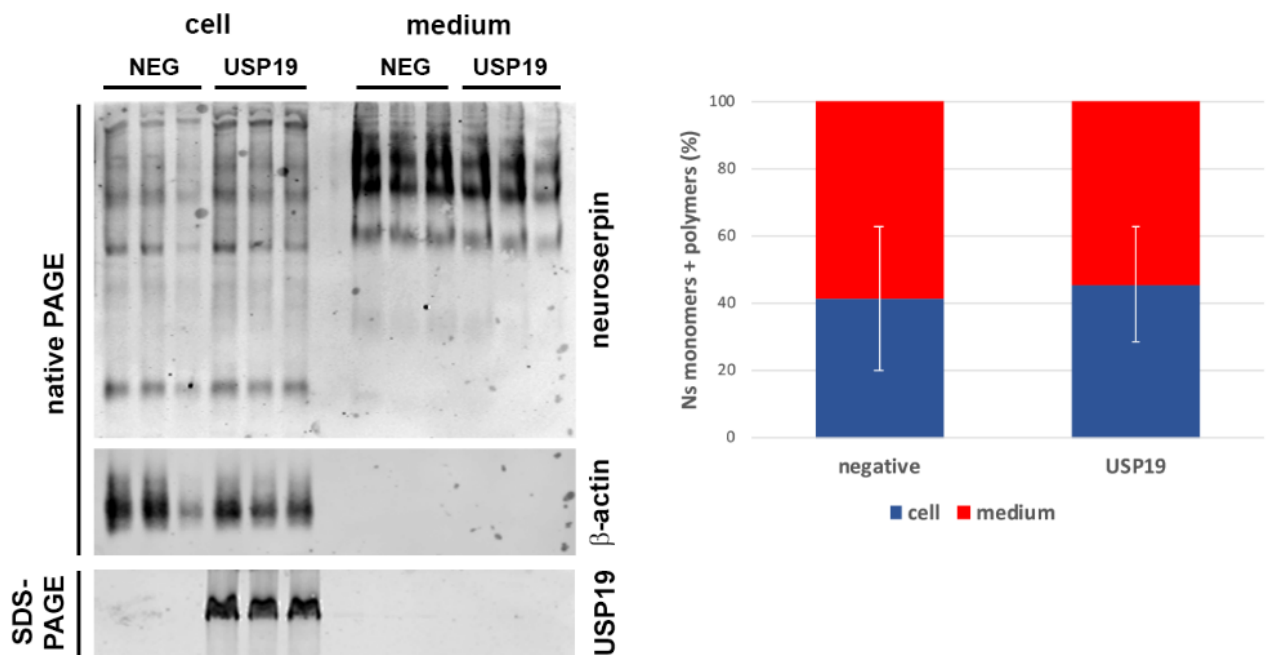 cell medium
NEG USP19 NEG USP19
native PAGE
neuroserpin
β-actin
SDS-
PAGE
USP19
Ns monomers + polymers (%)
100
80
60
40
20
0
negative USP19
cell medium